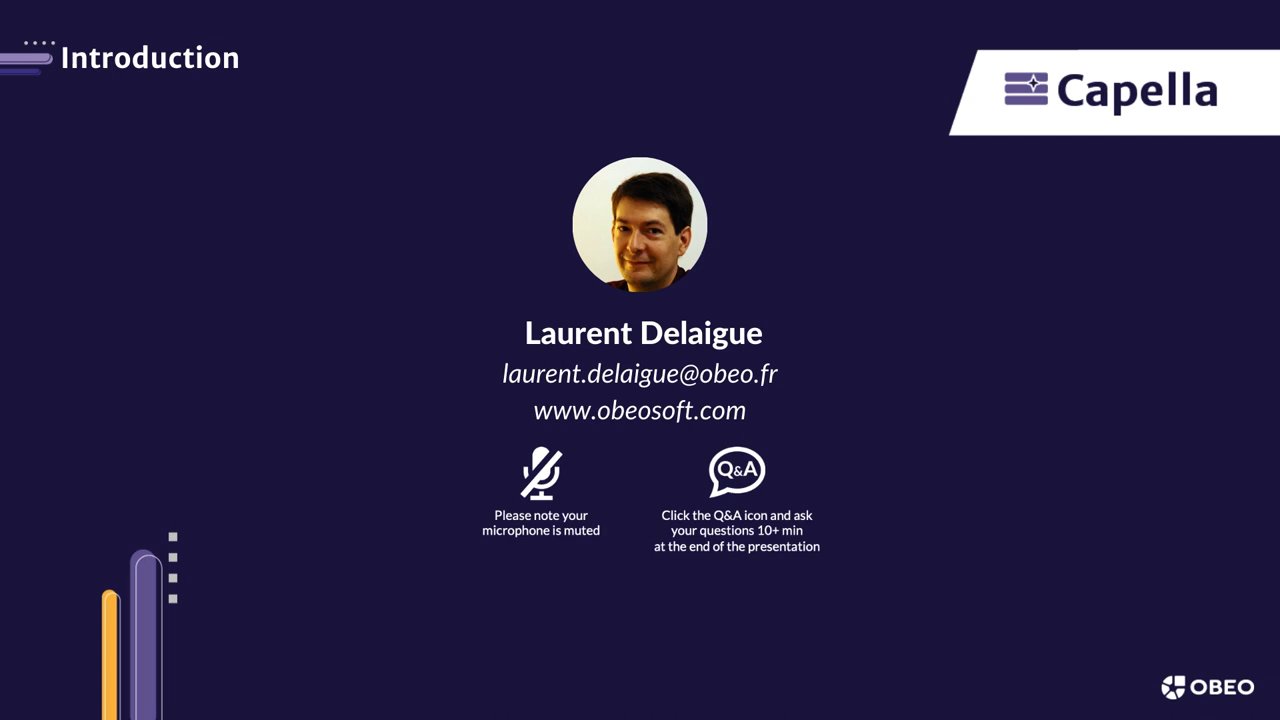 Introduction
Capella
Laurent Delaigue
laurent.delaigue@obeo.fr
www.obeosoft.com
Q&A
Please note your
microphone is muted
Click the Q&A icon and ask
your questions 10+ min
at the end of the presentation
OBEO